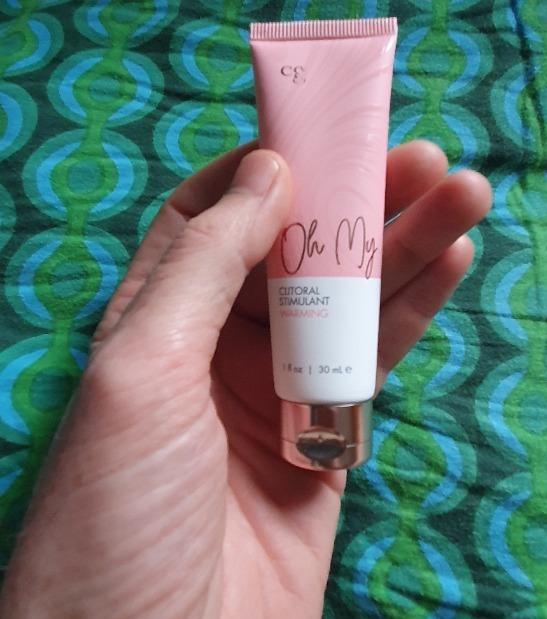 CG
Oh My
CLITORAL
STIMULANT
WARMING
1 fl oz | 30 mL e